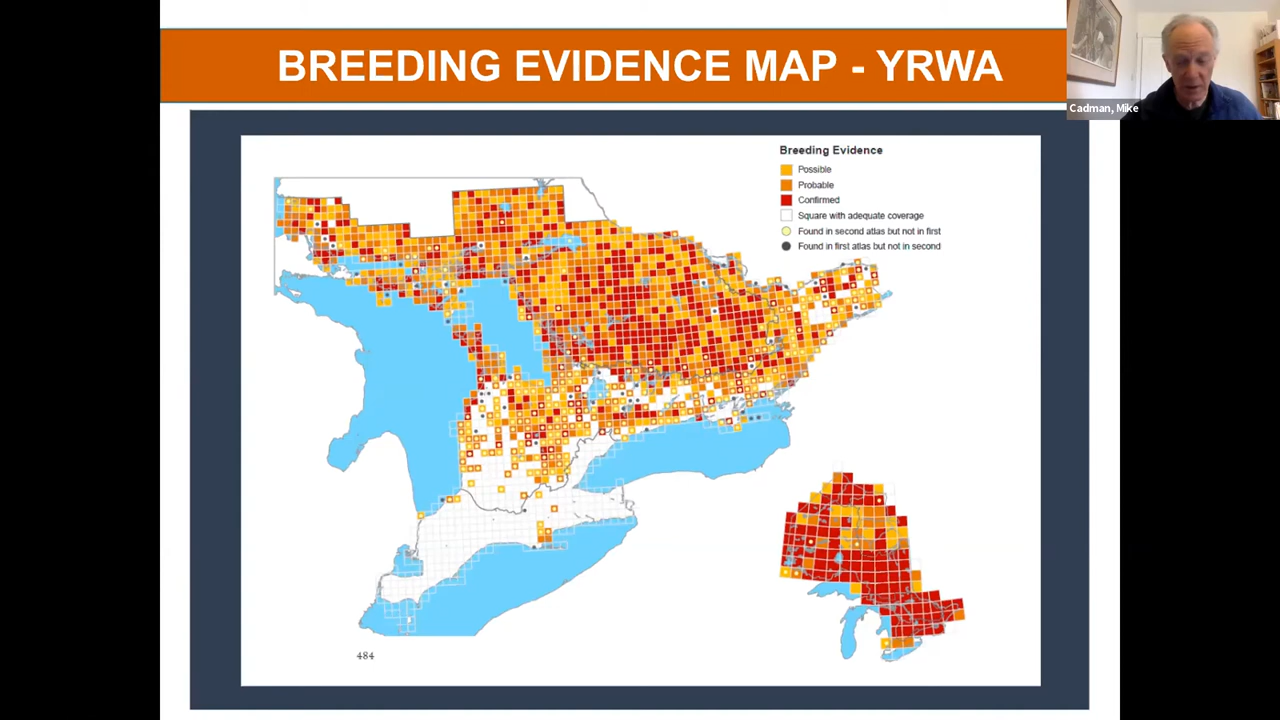 BREEDING EVIDENCE MAP - YRWA
Cadman, Mike
Breeding Evidence
Possible
Probable
Confirmed
Square with adequate coverage
Found in second atlas but not in first
Found in first atlas but not in second
484